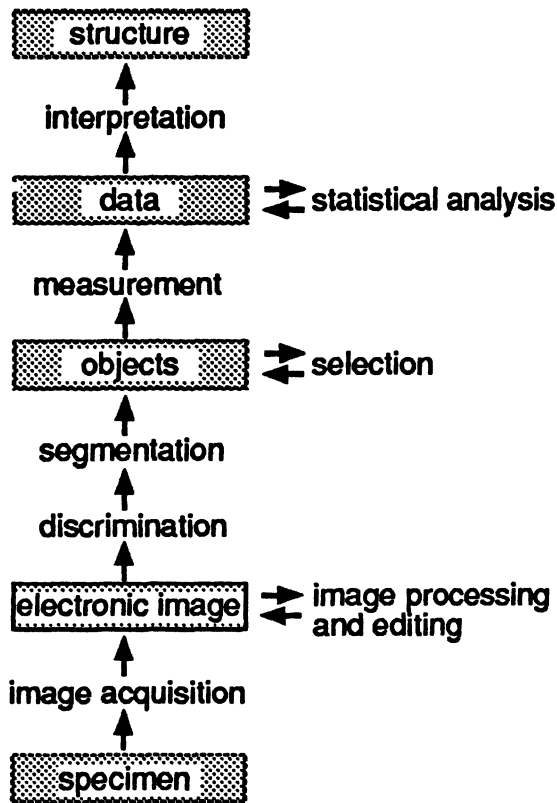 structure
interpretation
data
statistical analysis
measurement
objects
selection
segmentation
discrimination
electronic image
image processing
and editing
image acquisition
specimen